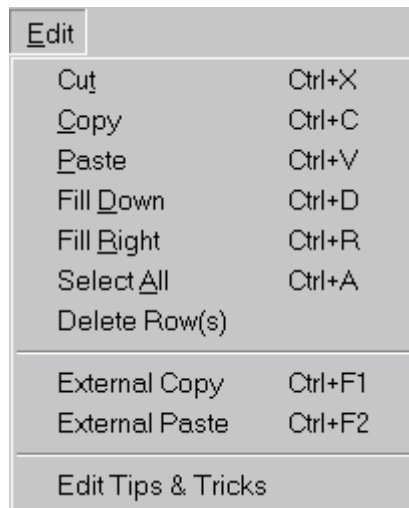 Edit
Cut Ctrl+X
Copy Ctrl+C
Paste Ctrl+V
Fill Down Ctrl+D
Fill Right Ctrl+R
Select All Ctrl+A
Delete Row(s)
External Copy Ctrl+F1
External Paste Ctrl+F2
Edit Tips & Tricks